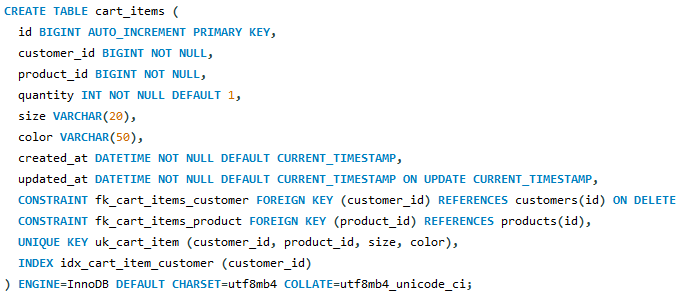 CREATE TABLE cart_items (
id BIGINT AUTO_INCREMENT PRIMARY KEY,
customer_id BIGINT NOT NULL,
product_id BIGINT NOT NULL,
quantity INT NOT NULL DEFAULT 1,
size VARCHAR(20),
color VARCHAR(50),
created_at DATETIME NOT NULL DEFAULT CURRENT_TIMESTAMP,
updated_at DATETIME NOT NULL DEFAULT CURRENT_TIMESTAMP ON UPDATE CURRENT_TIMESTAMP,
CONSTRAINT fk_cart_items_customer FOREIGN KEY (customer_id) REFERENCES customers(id) ON DELETE
CONSTRAINT fk_cart_items_product FOREIGN KEY (product_id) REFERENCES products(id),
UNIQUE KEY uk_cart_item (customer_id, product_id, size, color),
INDEX idx_cart_item_customer (customer_id)
) ENGINE=InnoDB DEFAULT CHARSET=utf8mb4 COLLATE=utf8mb4_unicode_ci;